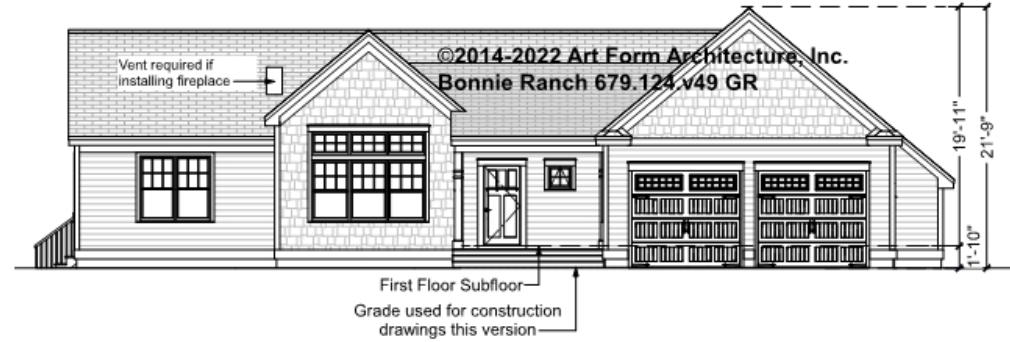 ©2014-2022 Art Form Architecture, Inc.
Bonnie Ranch 679.124.v49 GR
Vent required if
installing fireplace
19'-11"
21'-9"
1'-10"
First Floor Subfloor
Grade used for construction
drawings this version